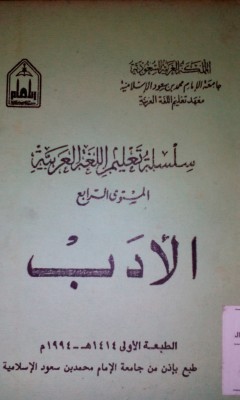 المملكة العربية السعودية
جامعة الإمام محمد بن سعود الإسلامية
معهد تعليم اللغة العربية
سلسلة تعليم اللغة العربية
المستوى الرابع
الأدب
الطبعة الأولى ١٤١٤هـ - ١٩٩٤م
طبع بإذن من جامعة الإمام محمد بن سعود الإسلامية